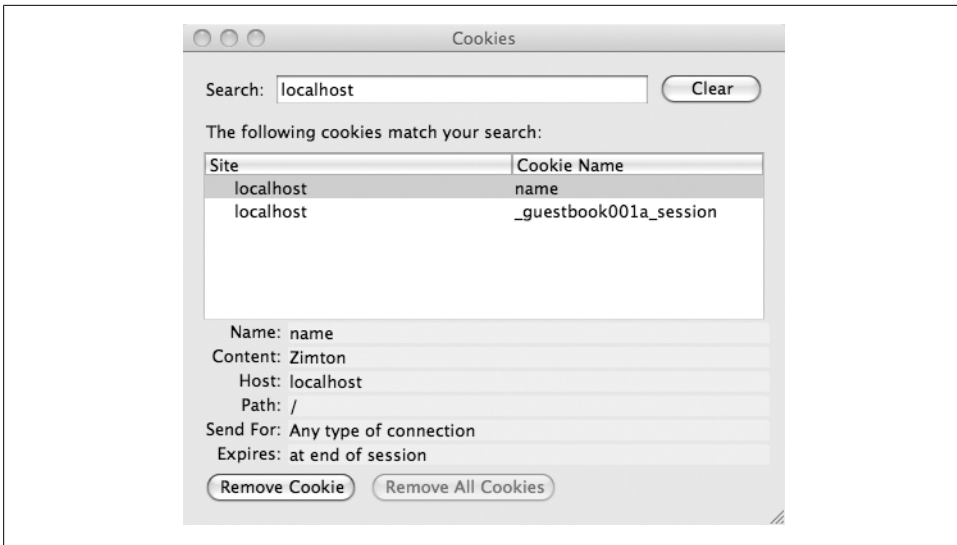 Cookies
Search: localhost Clear
The following cookies match your search:
Site Cookie Name
localhost name
localhost _guestbook001a_session
Name: name
Content: Zimton
Host: localhost
Path: /
Send For: Any type of connection
Expires: at end of session
Remove Cookie Remove All Cookies